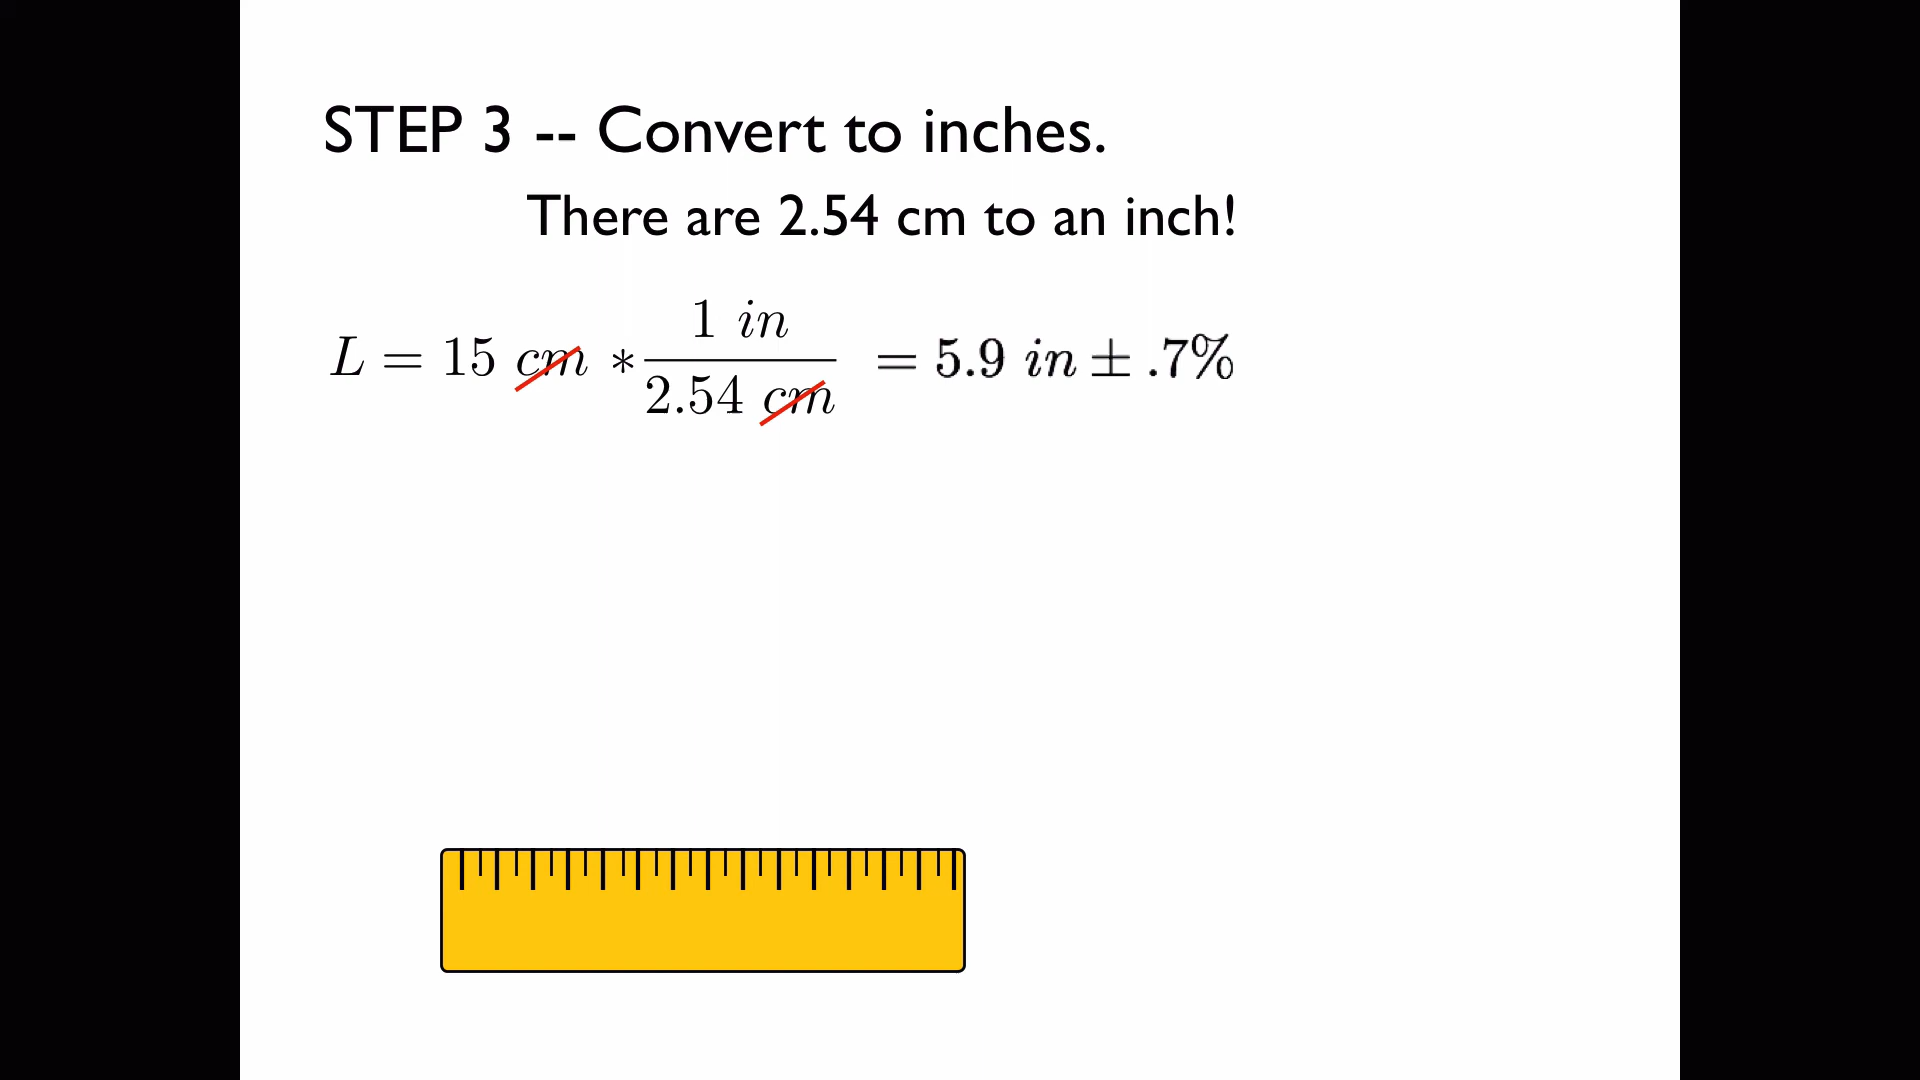 STEP 3 -- Convert to inches.
There are 2.54 cm to an inch!
L = 15 cm * 1 in / 2.54 cm = 5.9 in ± .7%